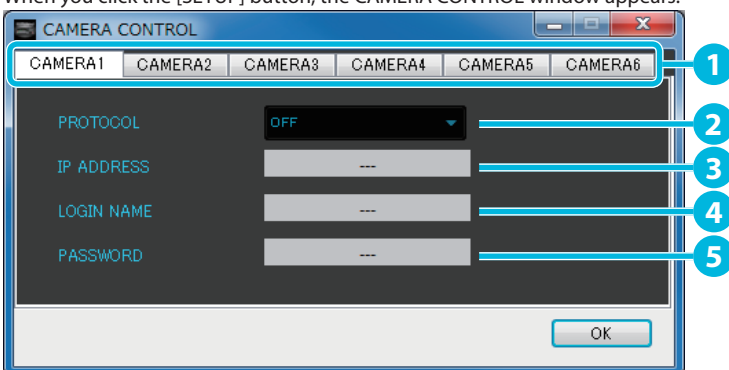 When you click the [SETUP] button, the CAMERA CONTROL window appears.
CAMERA CONTROL
CAMERA1 CAMERA2 CAMERA3 CAMERA4 CAMERA5 CAMERA6 1
PROTOCOL OFF 2
IP ADDRESS --- 3
LOGIN NAME --- 4
PASSWORD --- 5
OK